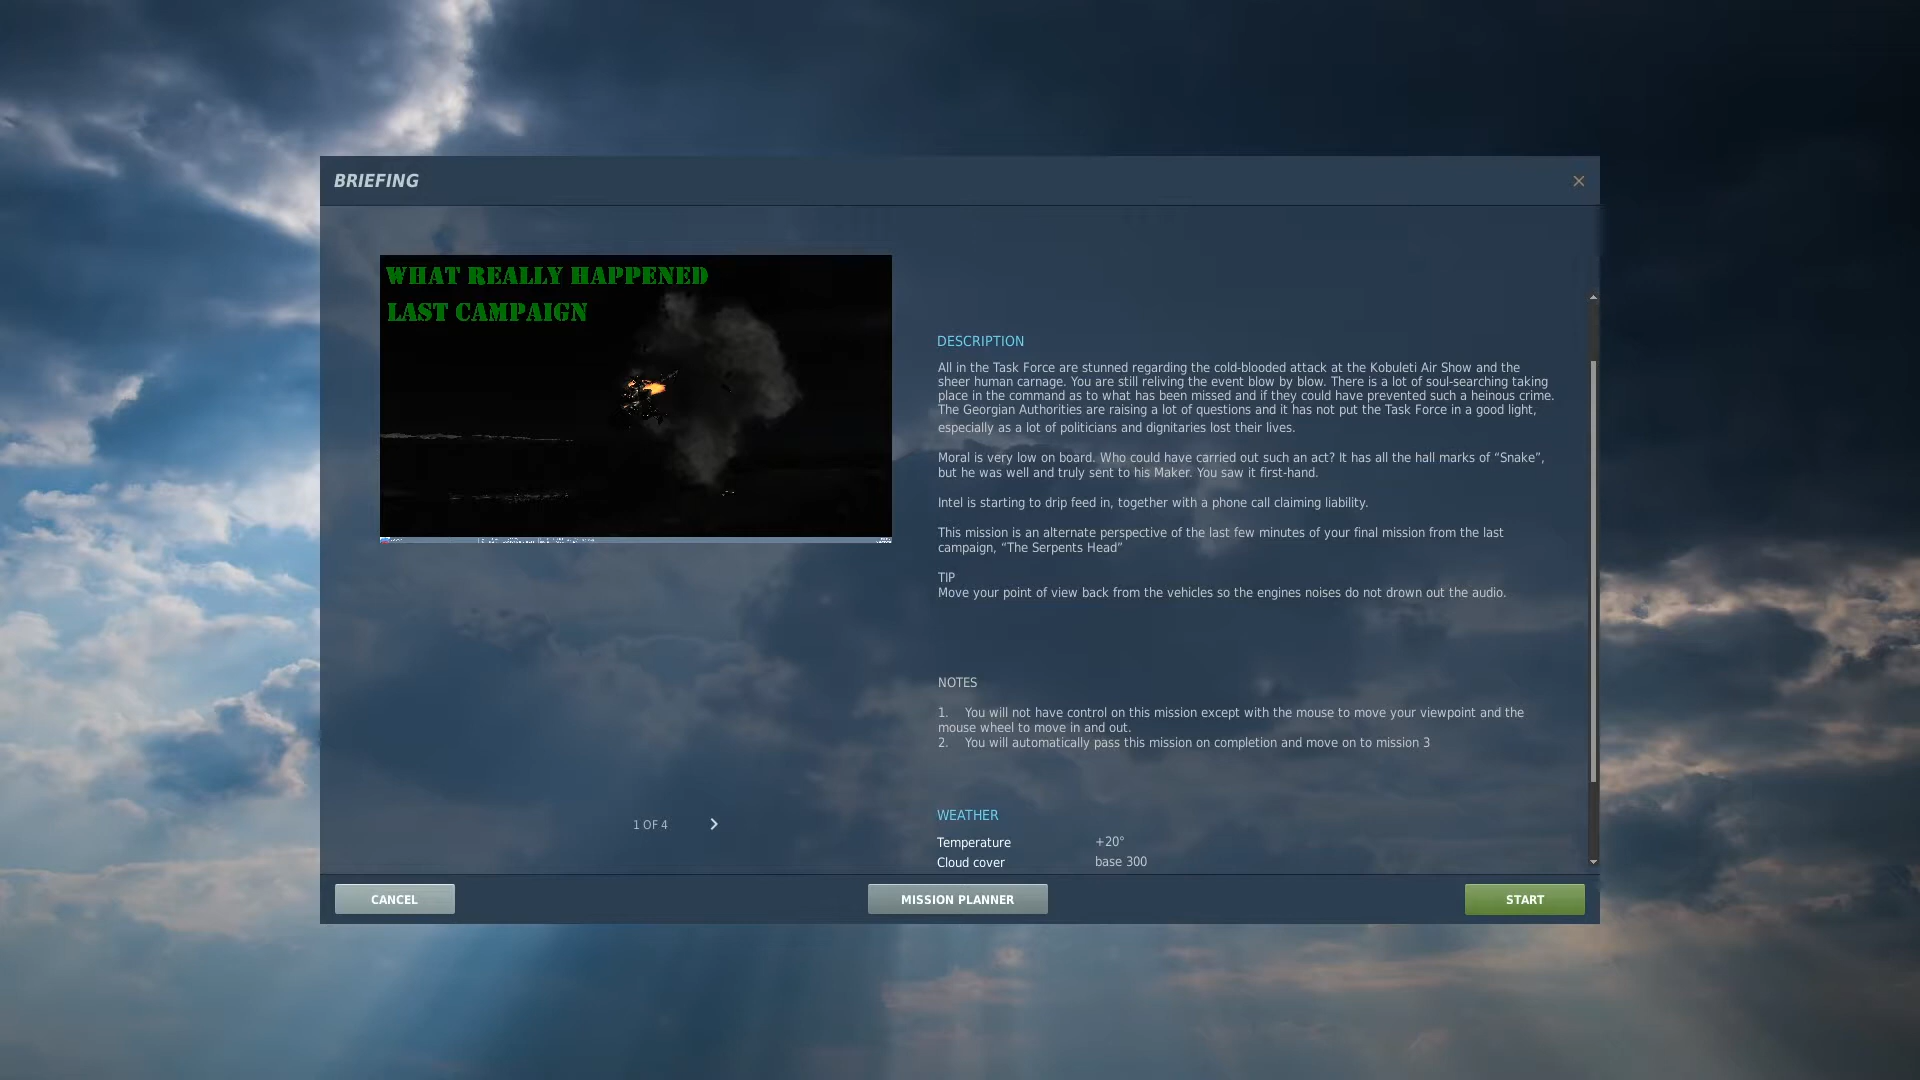 BRIEFING
WHAT REALLY HAPPENED
LAST CAMPAIGN
1 OF 4
DESCRIPTION
All in the Task Force are stunned regarding the cold-blooded attack at the Kobuleti Air Show and the
sheer human carnage. You are still reliving the event blow by blow. There is a lot of soul-searching taking
place in the command as to what has been missed and if they could have prevented such a heinous crime.
The Georgian Authorities are raising a lot of questions and it has not put the Task Force in a good light,
especially as a lot of politicians and dignitaries lost their lives.
Moral is very low on board. Who could have carried out such an act? It has all the hall marks of “Snake”,
but he was well and truly sent to his Maker. You saw it first-hand.
Intel is starting to drip feed in, together with a phone call claiming liability.
This mission is an alternate perspective of the last few minutes of your final mission from the last
campaign, “The Serpents Head”
TIP
Move your point of view back from the vehicles so the engines noises do not drown out the audio.
NOTES
1. You will not have control on this mission except with the mouse to move your viewpoint and the
mouse wheel to move in and out.
2. You will automatically pass this mission on completion and move on to mission 3
WEATHER
Temperature +20°
Cloud cover base 300
CANCEL
MISSION PLANNER
START